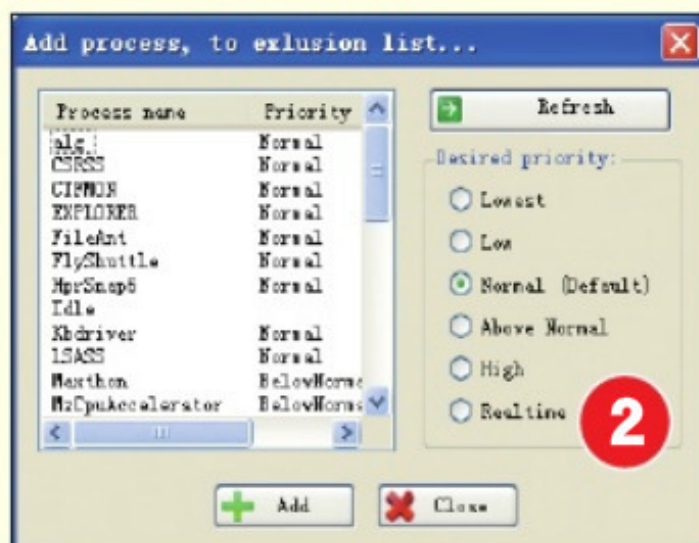 Add process, to exlusion list...
Process name Priority
alg Normal
CSRSS Normal
CTFMON Normal
EXPLORER Normal
FileAnt Normal
FlyShuttle Normal
HprSnap6 Normal
Idle
Kbdriver Normal
LSASS Normal
Maxthon BelowNorma
MzCpuAccelerator BelowNorma
Refresh
Desired priority:
Lowest
Low
Normal (Default)
Above Normal
High
Realtime
2
Add
Close